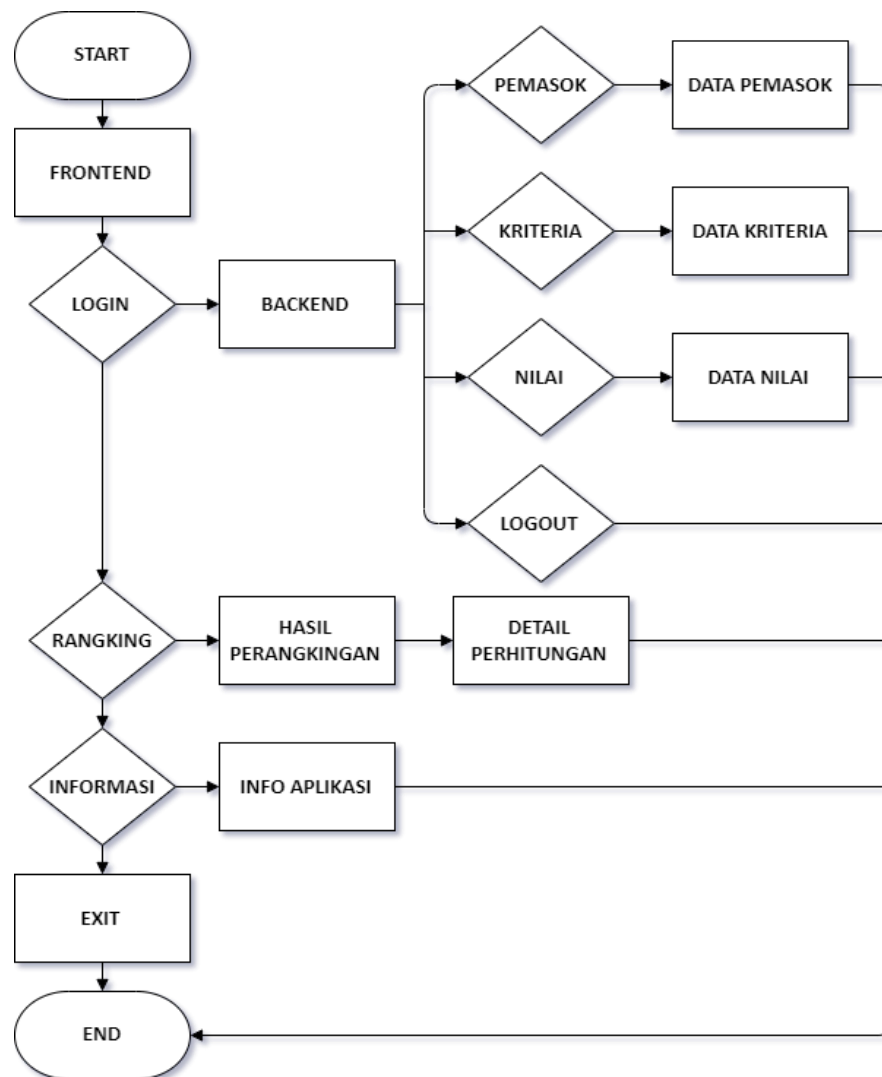 START
FRONTEND
LOGIN
BACKEND
PEMASOK
DATA PEMASOK
KRITERIA
DATA KRITERIA
NILAI
DATA NILAI
LOGOUT
RANGKING
HASIL
PERANGKINGAN
DETAIL
PERHITUNGAN
INFORMASI
INFO APLIKASI
EXIT
END